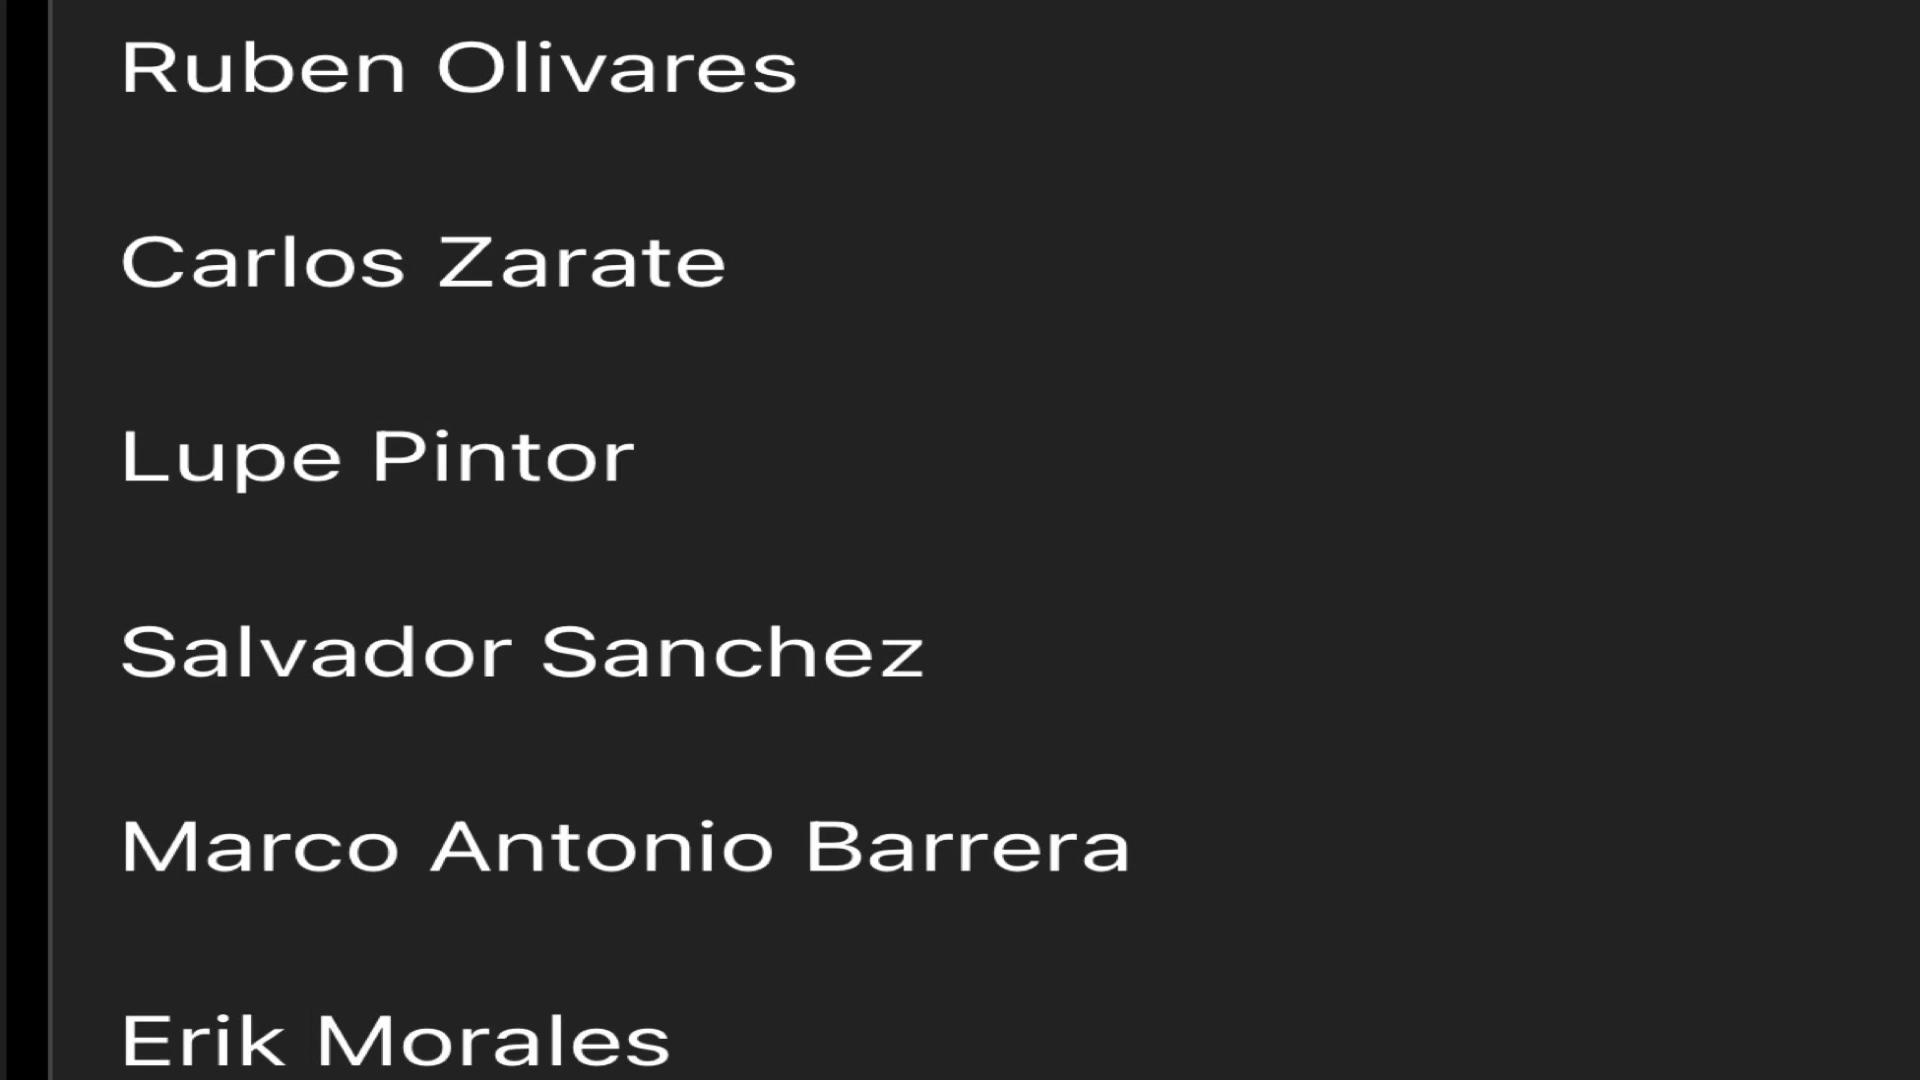 Ruben Olivares
Carlos Zarate
Lupe Pintor
Salvador Sanchez
Marco Antonio Barrera
Erik Morales